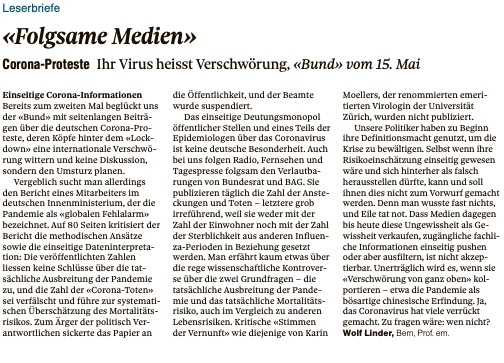 Leserbriefe
«Folgsame Medien»
Corona-Proteste Ihr Virus heisst Verschwörung, «Bund» vom 15. Mai
Einseitige Corona-Informationen
Bereits zum zweiten Mal beglückt uns
der «Bund» mit seitenlangen Beiträ-
gen über die deutschen Corona-Pro-
teste, deren Köpfe hinter dem «Lock-
down» eine internationale Verschwö-
rung wittern und keine Diskussion,
sondern den Umsturz planen.
Vergeblich sucht man allerdings
den Bericht eines Mitarbeiters im
deutschen Innenministerium, der die
Pandemie als «globalen Fehlalarm»
bezeichnet. Auf 80 Seiten kritisiert der
Bericht die methodischen Ansätze
sowie die einseitige Dateninterpreta-
tion: Die veröffentlichten Zahlen
liessen keine Schlüsse über die tat-
sächliche Ausbreitung der Pandemie
zu, und die Zahl der «Corona-Toten»
sei verfälscht und führe zur systemati-
schen Überschätzung des Mortalitäts-
risikos. Zum Ärger der politisch Ver-
antwortlichen sickerte das Papier an
die Öffentlichkeit, und der Beamte
wurde suspendiert.
Das einseitige Deutungsmonopol
öffentlicher Stellen und eines Teils der
Epidemiologen über das Coronavirus
ist keine deutsche Besonderheit. Auch
bei uns folgen Radio, Fernsehen und
Tagespresse folgsam den Verlautba-
rungen von Bundesrat und BAG. Sie
publizieren täglich die Zahl der Anste-
ckungen und Toten – letztere grob
irreführend, weil sie weder mit der
Zahl der Einwohner noch mit der Zahl
der Sterblichkeit aus anderen Influen-
za-Perioden in Beziehung gesetzt
werden. Man erfährt kaum etwas über
die rege wissenschaftliche Kontrover-
se über die zwei Grundfragen – die
tatsächliche Ausbreitung der Pande-
mie und das tatsächliche Mortalitäts-
risiko, auch im Vergleich zu anderen
Lebensrisiken. Kritische «Stimmen
der Vernunft» wie diejenige von Karin
Moellers, der renommierten emeri-
tierten Virologin der Universität
Zürich, wurden nicht publiziert.
Unsere Politiker haben zu Beginn
ihre Definitionsmacht genutzt, um die
Krise zu bewältigen. Selbst wenn ihre
Risikoeinschätzung einseitig gewesen
wäre und sich hinterher als falsch
herausstellen dürfte, kann und soll
ihnen dies nicht zum Vorwurf gemacht
werden. Denn man wusste fast nichts,
und Eile tat not. Dass Medien dagegen
bis heute diese Ungewissheit als Ge-
wissheit verkaufen, zugängliche fachli-
che Informationen einseitig pushen
oder aber ausfiltern, ist nicht akzep-
tierbar. Unerträglich wird es, wenn sie
«Verschwörung von ganz oben» kol-
portieren – etwa die Pandemie als
bösartige chinesische Erfindung. Ja,
das Coronavirus hat viele verrückt
gemacht. Zu fragen wäre: wen nicht?
Wolf Linder, Bern, Prof. em.